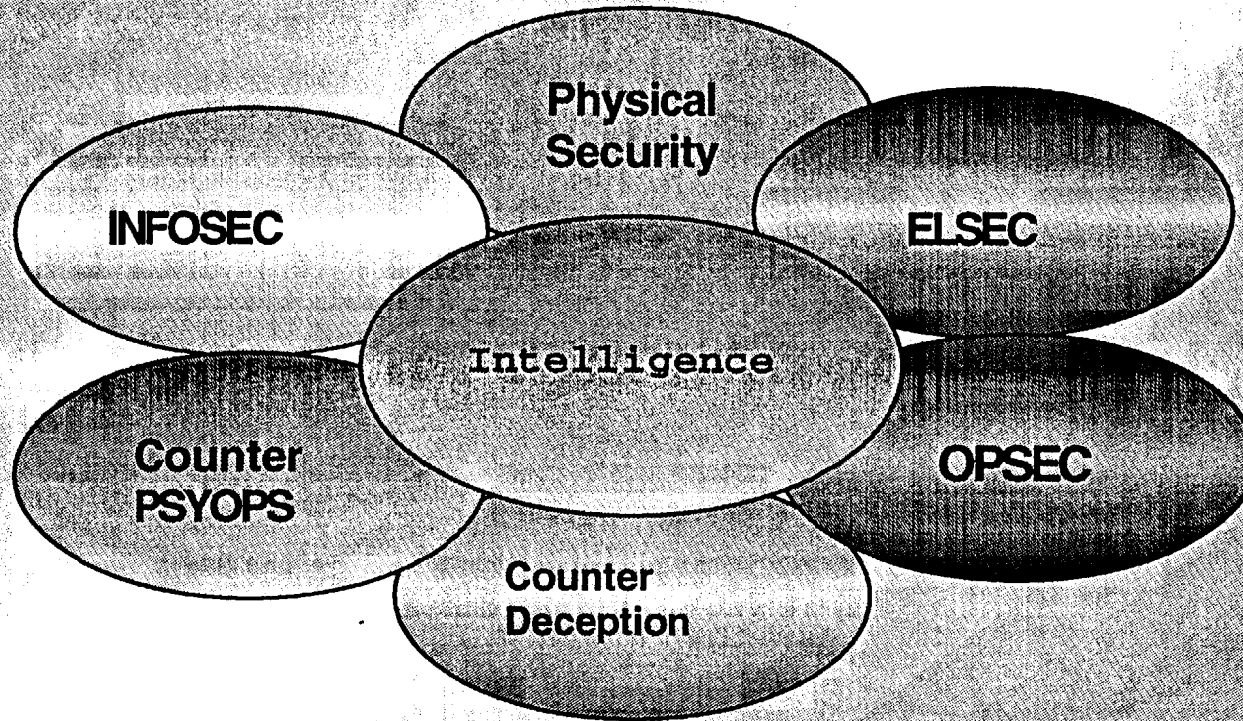 Physical
Security
INFOSEC
ELSEC
Intelligence
Counter
PSYOPS
OPSEC
Counter
Deception